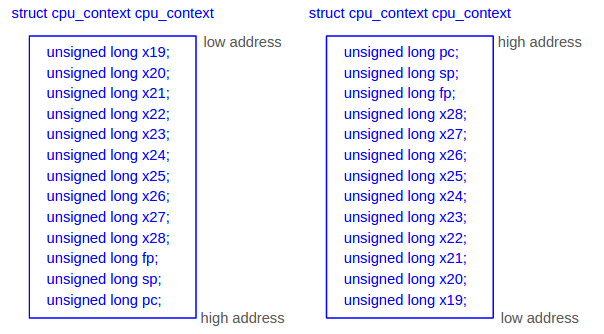 struct cpu_context cpu_context
low address
unsigned long x19;
unsigned long x20;
unsigned long x21;
unsigned long x22;
unsigned long x23;
unsigned long x24;
unsigned long x25;
unsigned long x26;
unsigned long x27;
unsigned long x28;
unsigned long fp;
unsigned long sp;
unsigned long pc;
high address
struct cpu_context cpu_context
high address
unsigned long pc;
unsigned long sp;
unsigned long fp;
unsigned long x28;
unsigned long x27;
unsigned long x26;
unsigned long x25;
unsigned long x24;
unsigned long x23;
unsigned long x22;
unsigned long x21;
unsigned long x20;
unsigned long x19;
low address